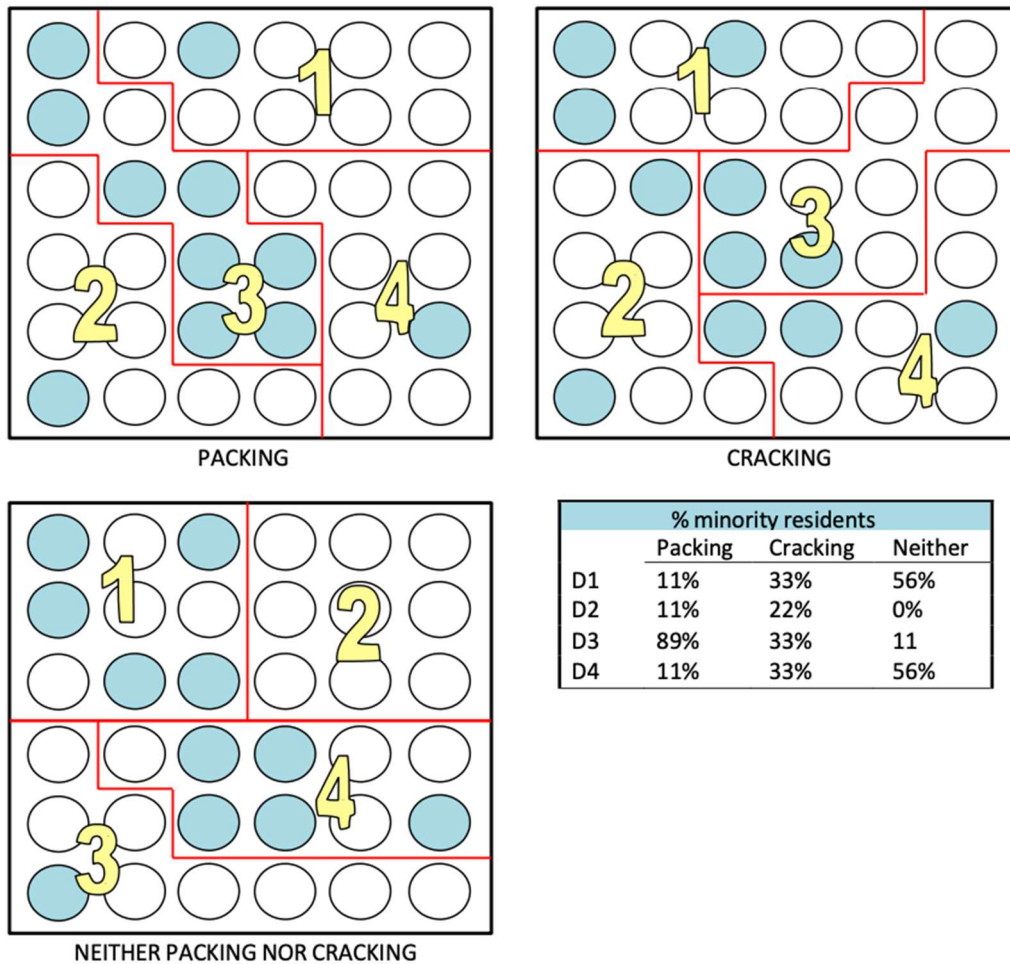 1
2
3
4
PACKING
1
2
3
4
CRACKING
1
2
3
4
NEITHER PACKING NOR CRACKING
% minority residents
Packing Cracking Neither
D1 11% 33% 56%
D2 11% 22% 0%
D3 89% 33% 11
D4 11% 33% 56%